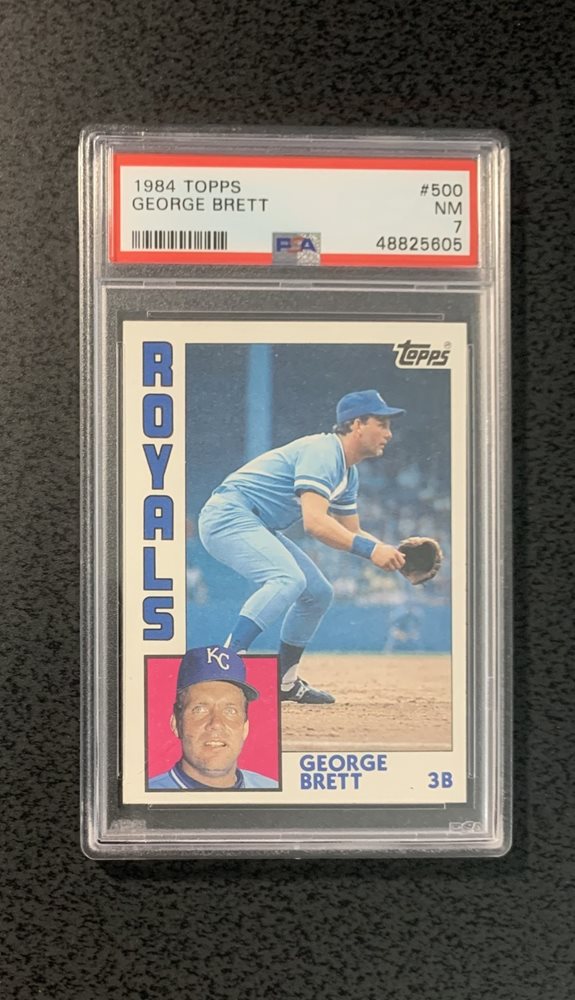 1984 TOPPS #500
GEORGE BRETT NM
7
PSA 48825605
ROYALS
TOPPS®
KC
GEORGE
BRETT 3B